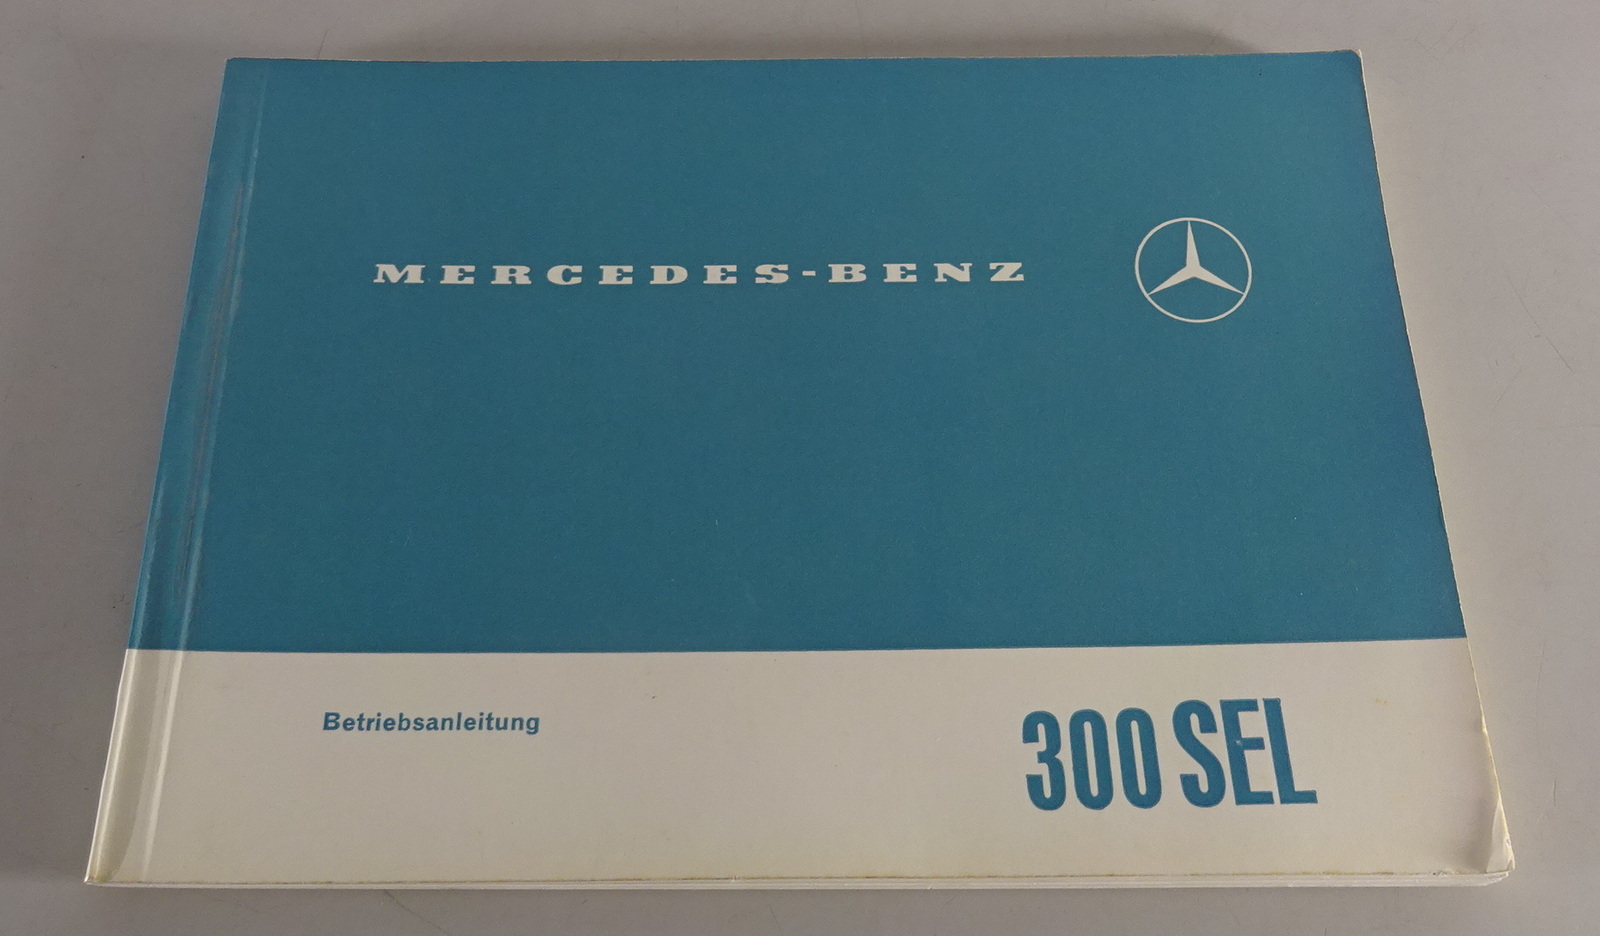 MERCEDES-BENZ
Betriebsanleitung
300 SEL